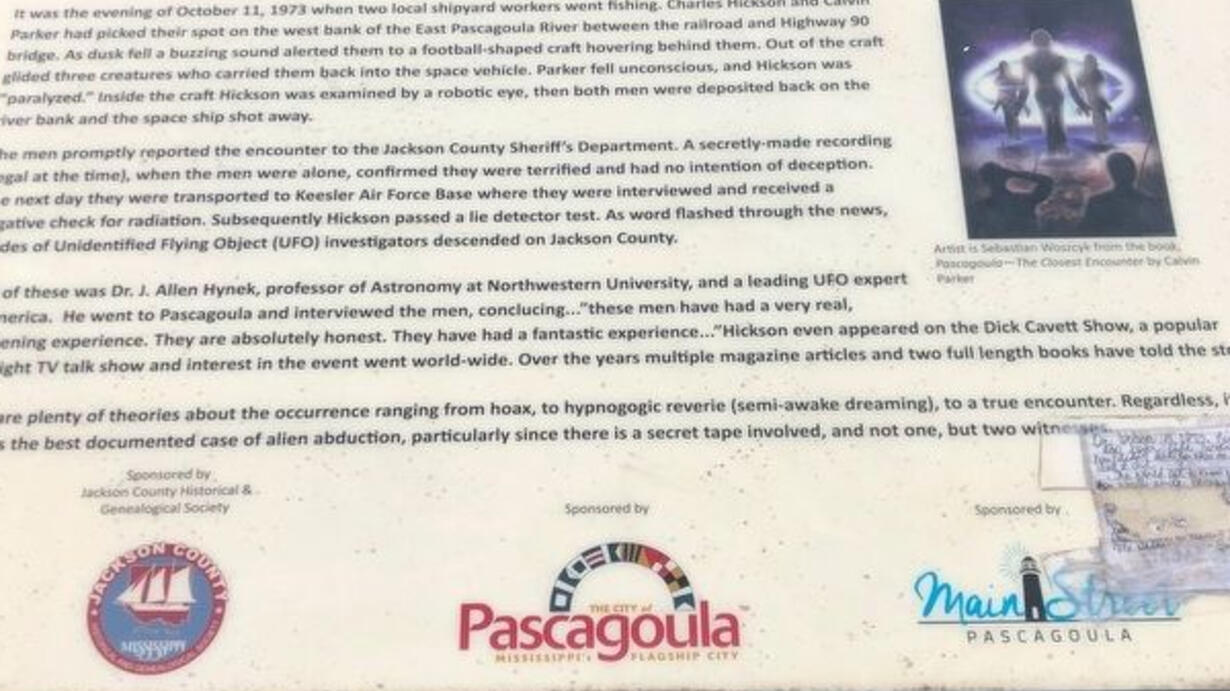 It was the evening of October 11, 1973 when two local shipyard workers went fishing. Charles Hickson and Calvin
Parker had picked their spot on the west bank of the East Pascagoula River between the railroad and Highway 90
bridge. As dusk fell a buzzing sound alerted them to a football-shaped craft hovering behind them. Out of the craft
glided three creatures who carried them back into the space vehicle. Parker fell unconscious, and Hickson was
"paralyzed." Inside the craft Hickson was examined by a robotic eye, then both men were deposited back on the
iver bank and the space ship shot away.
he men promptly reported the encounter to the Jackson County Sheriff's Department. A secretly-made recording
egal at the time), when the men were alone, confirmed they were terrified and had no intention of deception.
e next day they were transported to Keesler Air Force Base where they were interviewed and received a
gative check for radiation. Subsequently Hickson passed a lie detector test. As word flashed through the news,
des of Unidentified Flying Object (UFO) investigators descended on Jackson County.
Artist is Sebastian Woszcyk from the book,
Pascagoula—The Closest Encounter by Calvin
Parker
of these was Dr. J. Allen Hynek, professor of Astronomy at Northwestern University, and a leading UFO expert
merica. He went to Pascagoula and interviewed the men, conclucing..."these men have had a very real,
ening experience. They are absolutely honest. They have had a fantastic experience..."Hickson even appeared on the Dick Cavett Show, a popular
ight TV talk show and interest in the event went world-wide. Over the years multiple magazine articles and two full length books have told the st
are plenty of theories about the occurrence ranging from hoax, to hypnogogic reverie (semi-awake dreaming), to a true encounter. Regardless, i
s the best documented case of alien abduction, particularly since there is a secret tape involved, and not one, but two witnesses.
Sponsored by
Jackson County Historical &
Genealogical Society
Sponsored by
Sponsored by
JACKSON COUNTY
MISSISSIPPI
THE CITY of
Pascagoula
MISSISSIPPI'S FLAGSHIP CITY
Main Street
PASCAGOULA